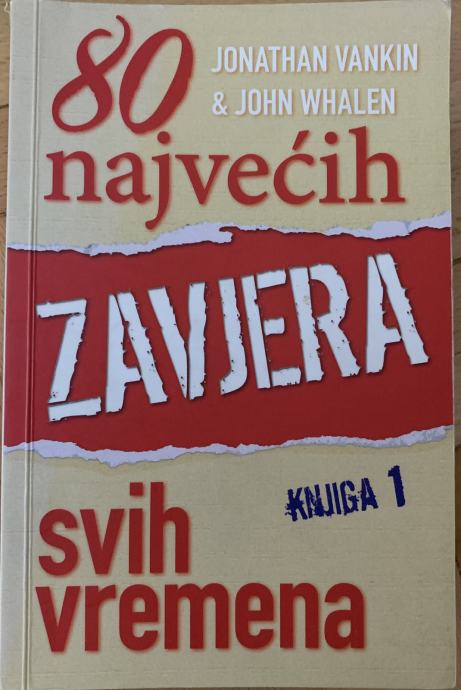 80
JONATHAN VANKIN
& JOHN WHALEN
najvećih
ZAVJERA
KNJIGA 1
svih
vremena